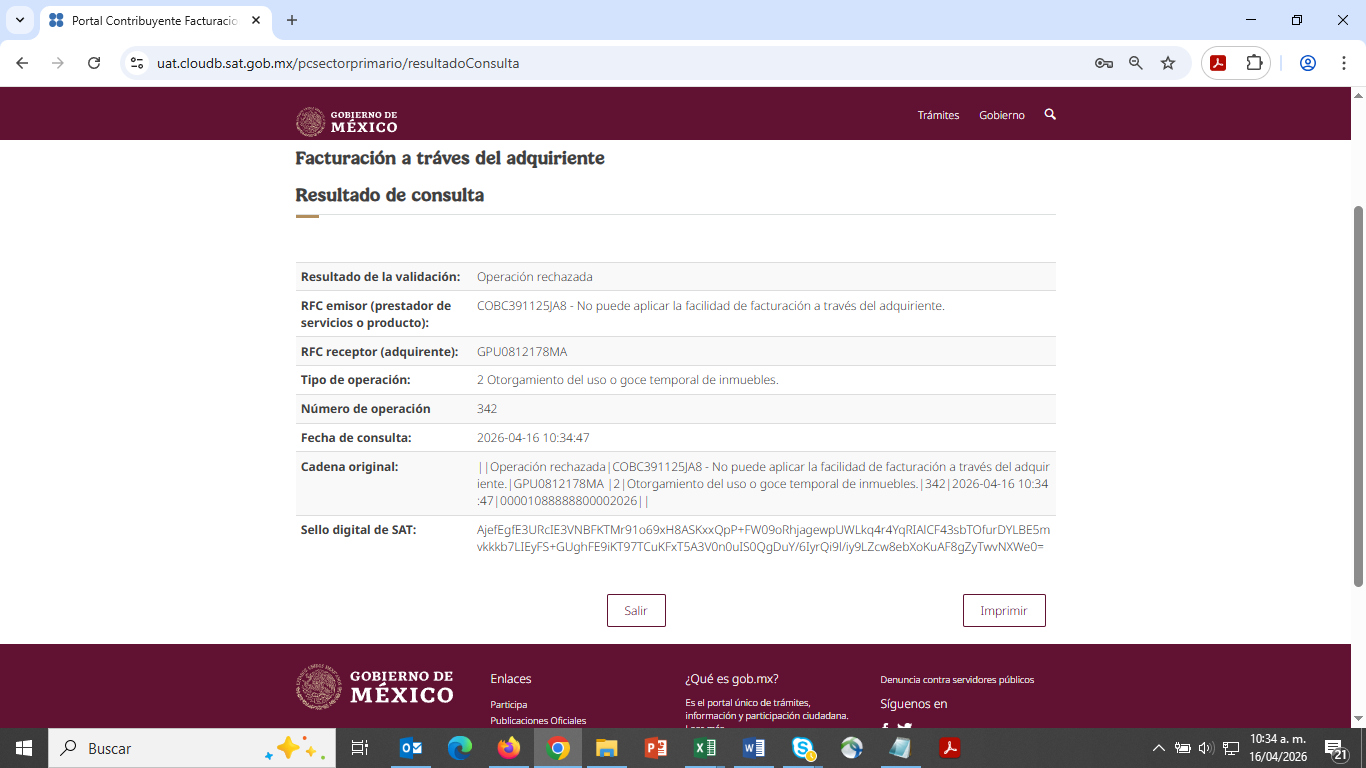 Portal Contribuyente Facturacio
uat.cloudb.sat.gob.mx/pcsectorprimario/resultadoConsulta
GOBIERNO DE
MÉXICO
Trámites
Gobierno
Facturación a tráves del adquiriente
Resultado de consulta
Resultado de la validación: Operación rechazada
RFC emisor (prestador de COBC391125JA8 - No puede aplicar la facilidad de facturación a través del adquiriente.
servicios o producto):
RFC receptor (adquirente): GPU0812178MA
Tipo de operación: 2 Otorgamiento del uso o goce temporal de inmuebles.
Número de operación 342
Fecha de consulta: 2026-04-16 10:34:47
Cadena original: ||Operación rechazada|COBC391125JA8 - No puede aplicar la facilidad de facturación a través del adquir
iente.|GPU0812178MA |2|Otorgamiento del uso o goce temporal de inmuebles.|342|2026-04-16 10:34
:47|00001088888800002026||
Sello digital de SAT: AjefEgfE3URcIE3VNBFKTMr91o69xH8ASKxxQpP+FW09oRhjagewpUWLkq4r4YqRIAlCF43sbTOfurDYLBE5m
vkkkb7LIEyFS+GUghFE9iKT97TCuKFxT5A3V0n0uIS0QgDuY/6IyrQi9I/iy9LZcw8ebXoKuAF8gZyTwvNXWe0=
Salir
Imprimir
GOBIERNO DE
MÉXICO
Enlaces
Participa
Publicaciones Oficiales
¿Qué es gob.mx?
Es el portal único de trámites,
información y participación ciudadana.
Denuncia contra servidores públicos
Síguenos en
Buscar
10:34 a. m.
16/04/2026
21